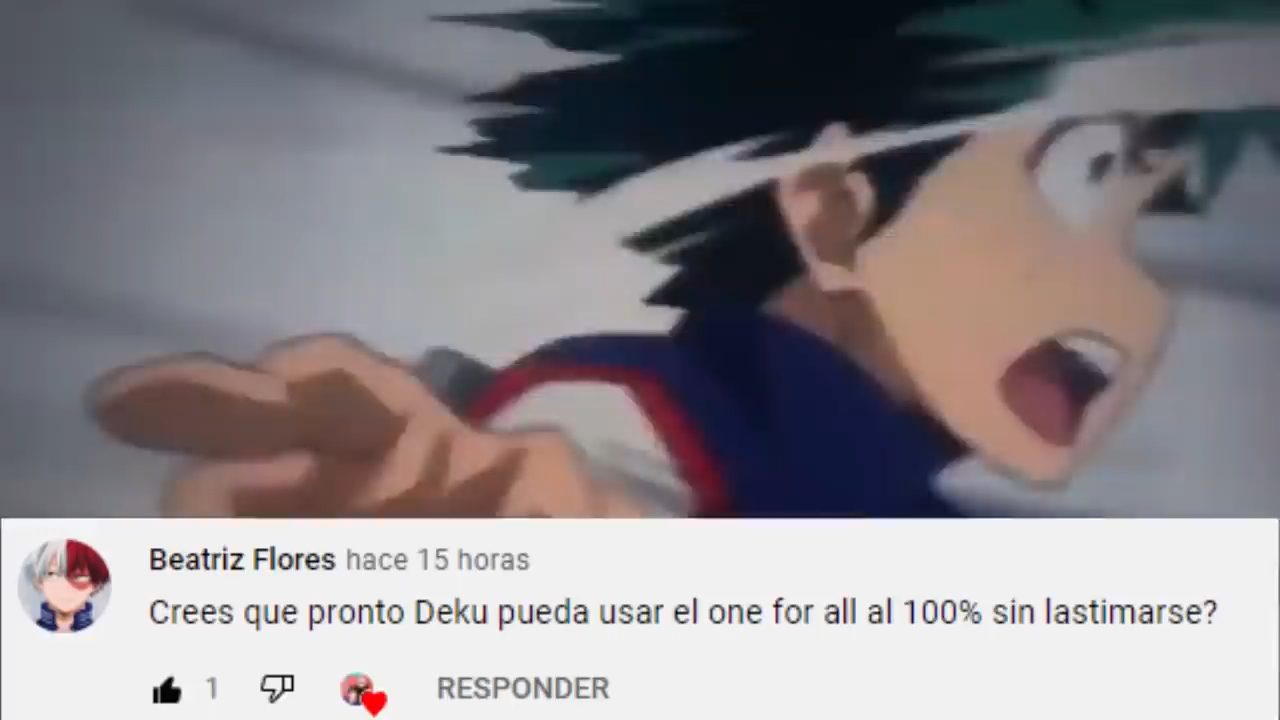 Beatriz Flores hace 15 horas
Crees que pronto Deku pueda usar el one for all al 100% sin lastimarse?
1
RESPONDER